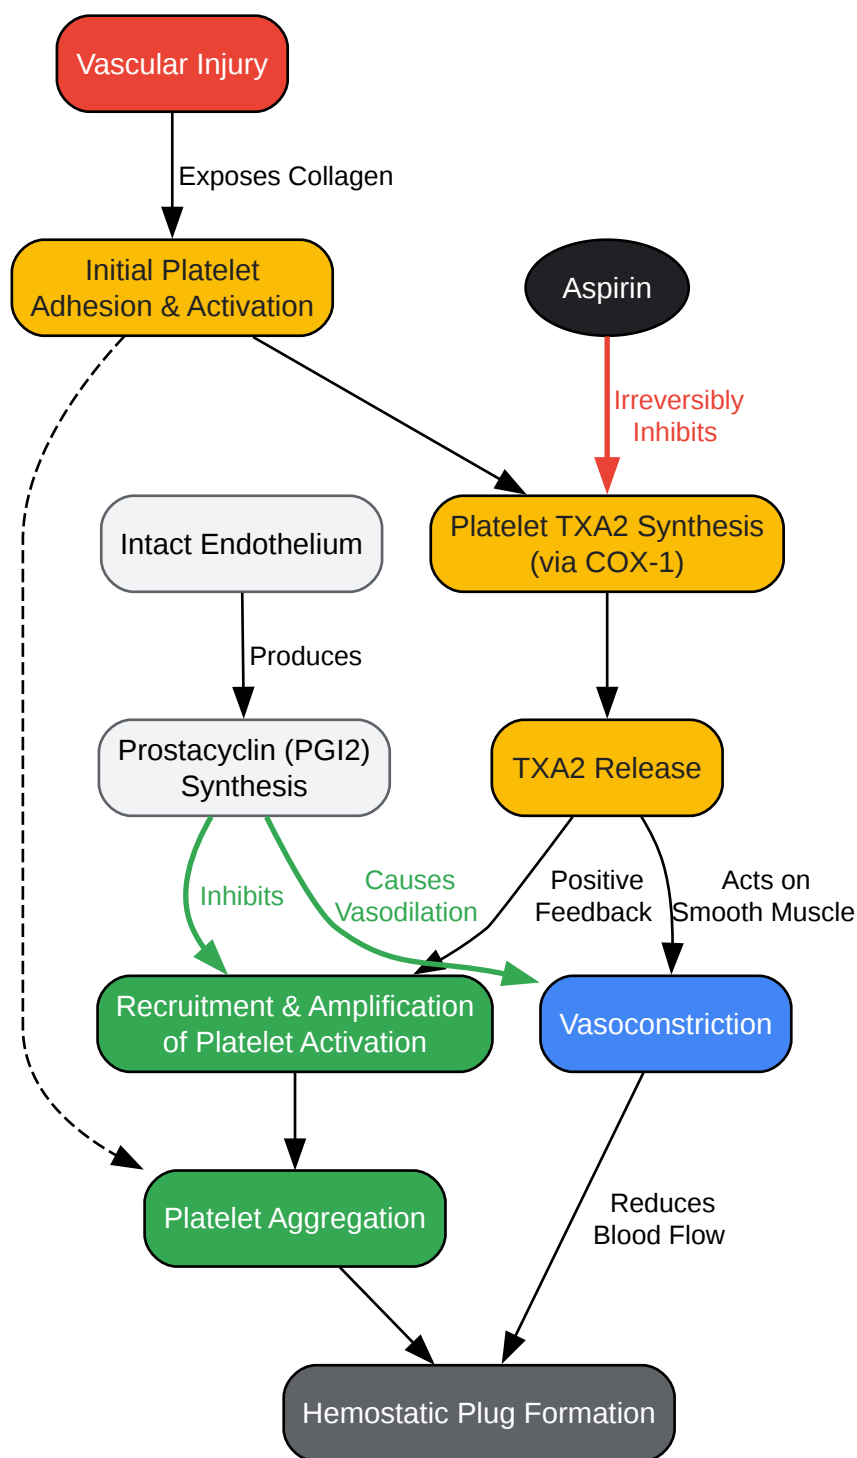 Vascular Injury
Exposes Collagen
Initial Platelet
Adhesion & Activation
Aspirin
Irreversibly
Inhibits
Intact Endothelium
Platelet TXA2 Synthesis
(via COX-1)
Produces
Prostacyclin (PGI2)
Synthesis
TXA2 Release
Inhibits
Causes
Vasodilation
Positive
Feedback
Acts on
Smooth Muscle
Recruitment & Amplification
of Platelet Activation
Vasoconstriction
Platelet Aggregation
Reduces
Blood Flow
Hemostatic Plug Formation